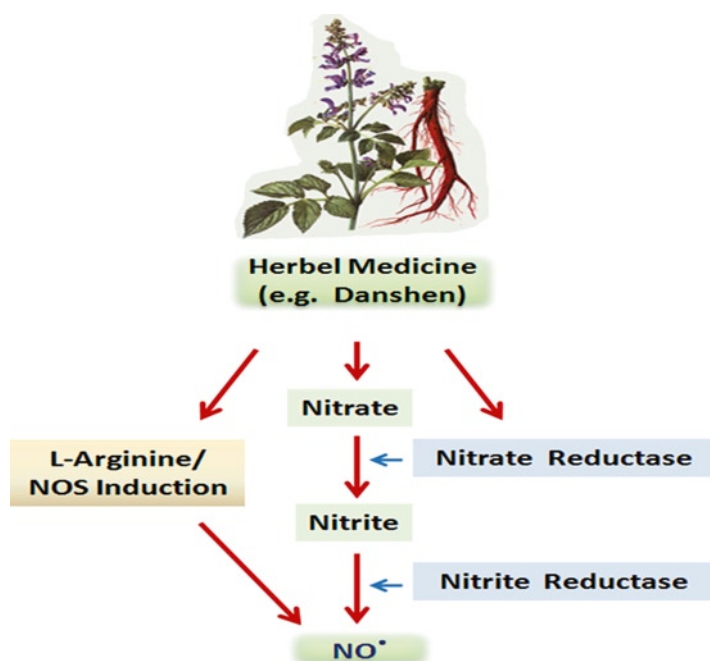 Herbel Medicine
(e.g. Danshen)
Nitrate
L-Arginine/
NOS Induction
Nitrate Reductase
Nitrite
Nitrite Reductase
NO•